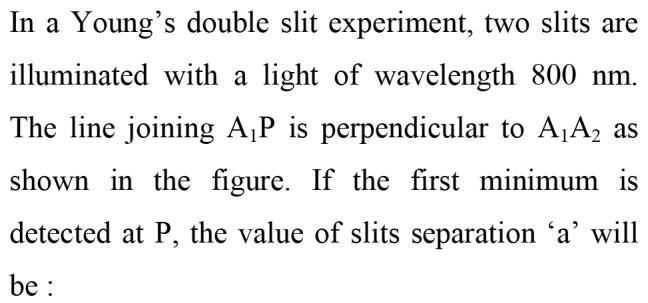 In a Young’s double slit experiment, two slits are
illuminated with a light of wavelength 800 nm.
The line joining A₁P is perpendicular to A₁A₂ as
shown in the figure. If the first minimum is
detected at P, the value of slits separation ‘a’ will
be :